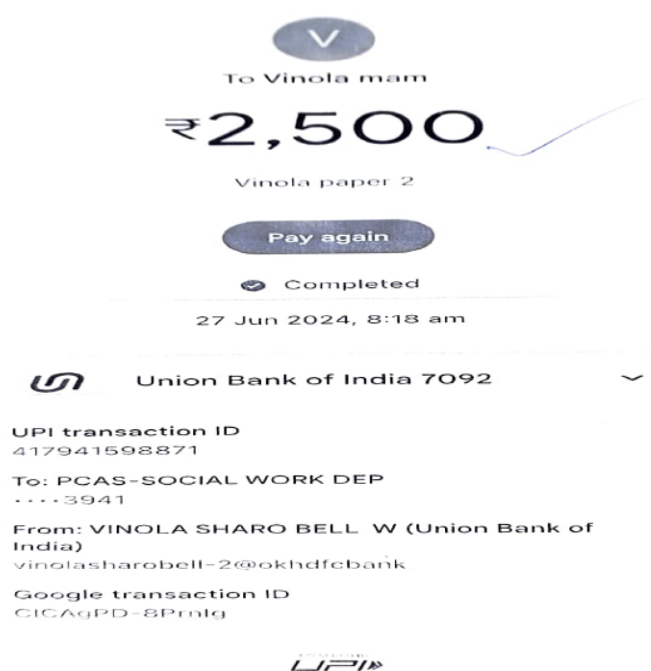 V
To Vinola mam
₹2,500
Vinola paper 2
Pay again
Completed
27 Jun 2024, 8:18 am
Union Bank of India 7092
UPI transaction ID
417941598871
To: PCAS-SOCIAL WORK DEP
····3941
From: VINOLA SHARO BELL W (Union Bank of
India)
vinolasharobell-2@okhdfcbank
Google transaction ID
CICAgPD-8PrnIg
UPI